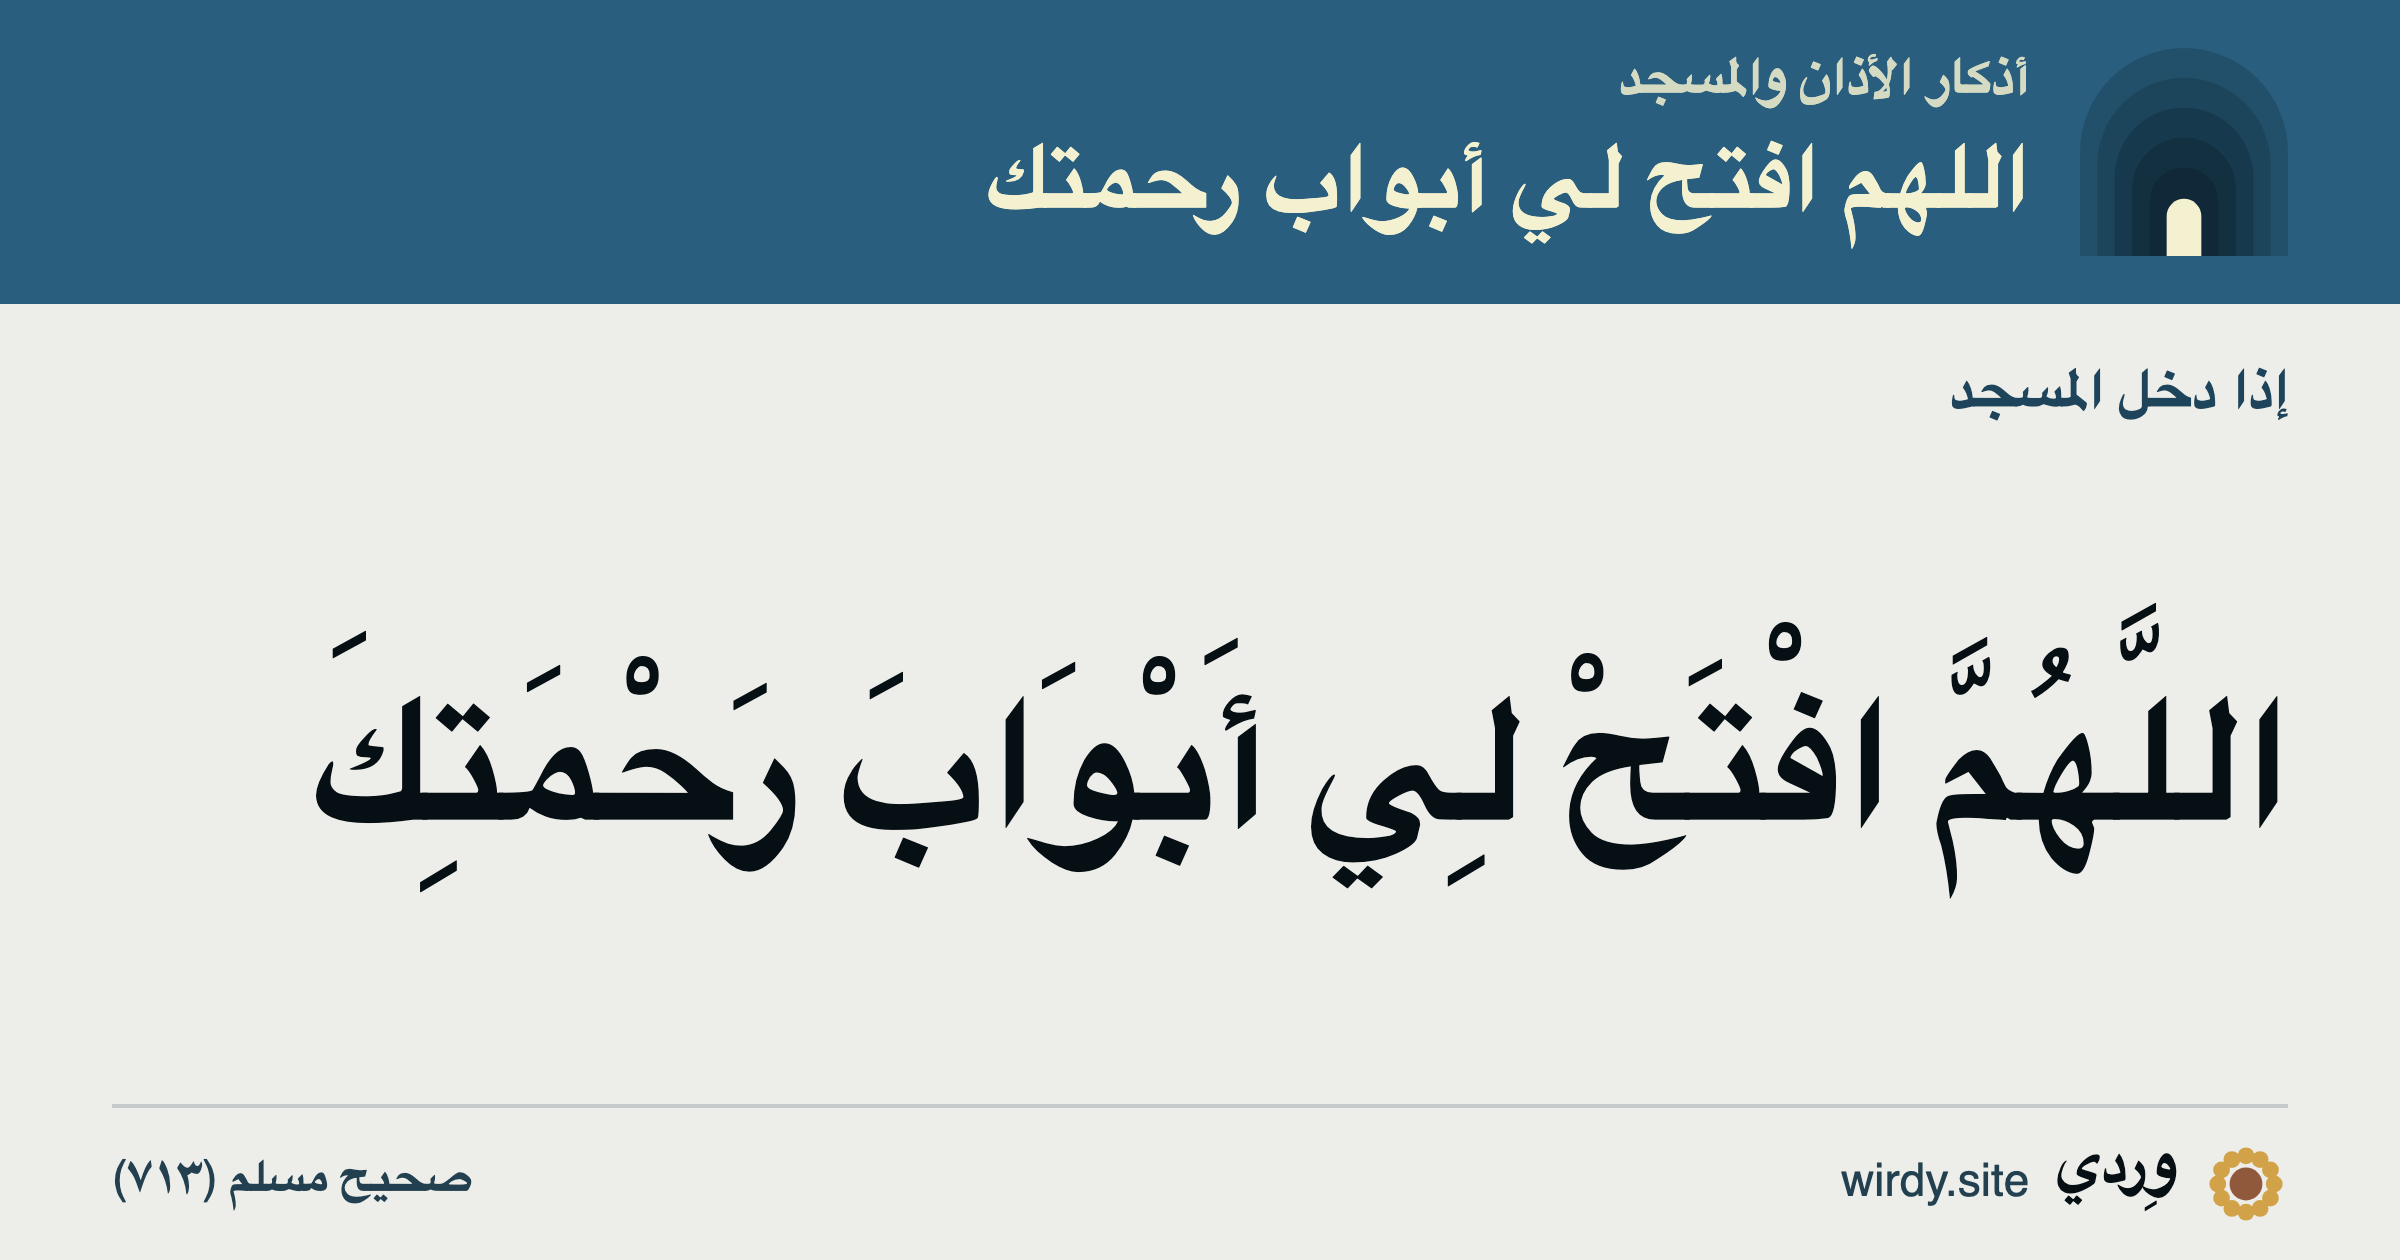 أذكار الأذان والمسجد
اللهم افتح لي أبواب رحمتك
إذا دخل المسجد
اللَّهُمَّ افْتَحْ لِي أَبْوَابَ رَحْمَتِكَ
وِردي wirdy.site
صحيح مسلم (٧١٣)